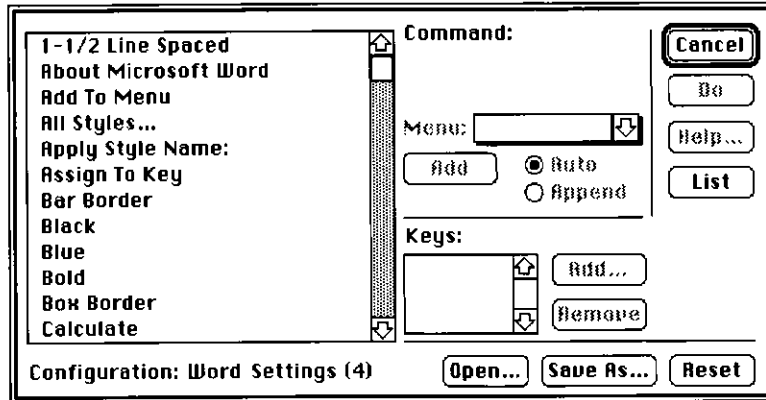 1-1/2 Line Spaced
About Microsoft Word
Add To Menu
All Styles...
Apply Style Name:
Assign To Key
Bar Border
Black
Blue
Bold
Box Border
Calculate
Configuration: Word Settings (4)
Command:
Menu:
Add
Auto
Append
Keys:
Add...
Remove
Cancel
Do
Help...
List
Open...
Save As...
Reset